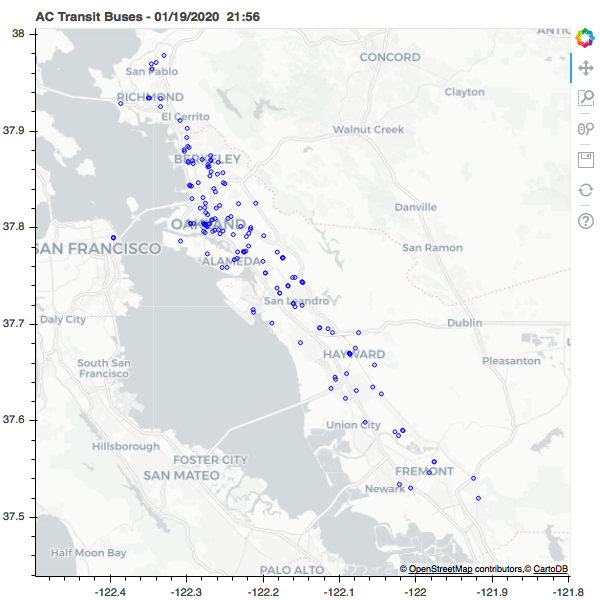 AC Transit Buses - 01/19/2020 21:56
38
CONCORD
San Pablo
Clayton
RICHMOND
El Cerrito
37.9
Walnut Creek
BERKELEY
Danville
37.8
OAKLAND
SAN FRANCISCO
San Ramon
ALAMEDA
San Leandro
Daly City
37.7
Dublin
HAYWARD
Pleasanton
South San
Francisco
37.6
Union City
Hillsborough
FOSTER CITY
SAN MATEO
FREMONT
Newark
37.5
Half Moon Bay
PALO ALTO
© OpenStreetMap contributors,© CartoDB
-122.4
-122.3
-122.2
-122.1
-122
-121.9
-121.8
?